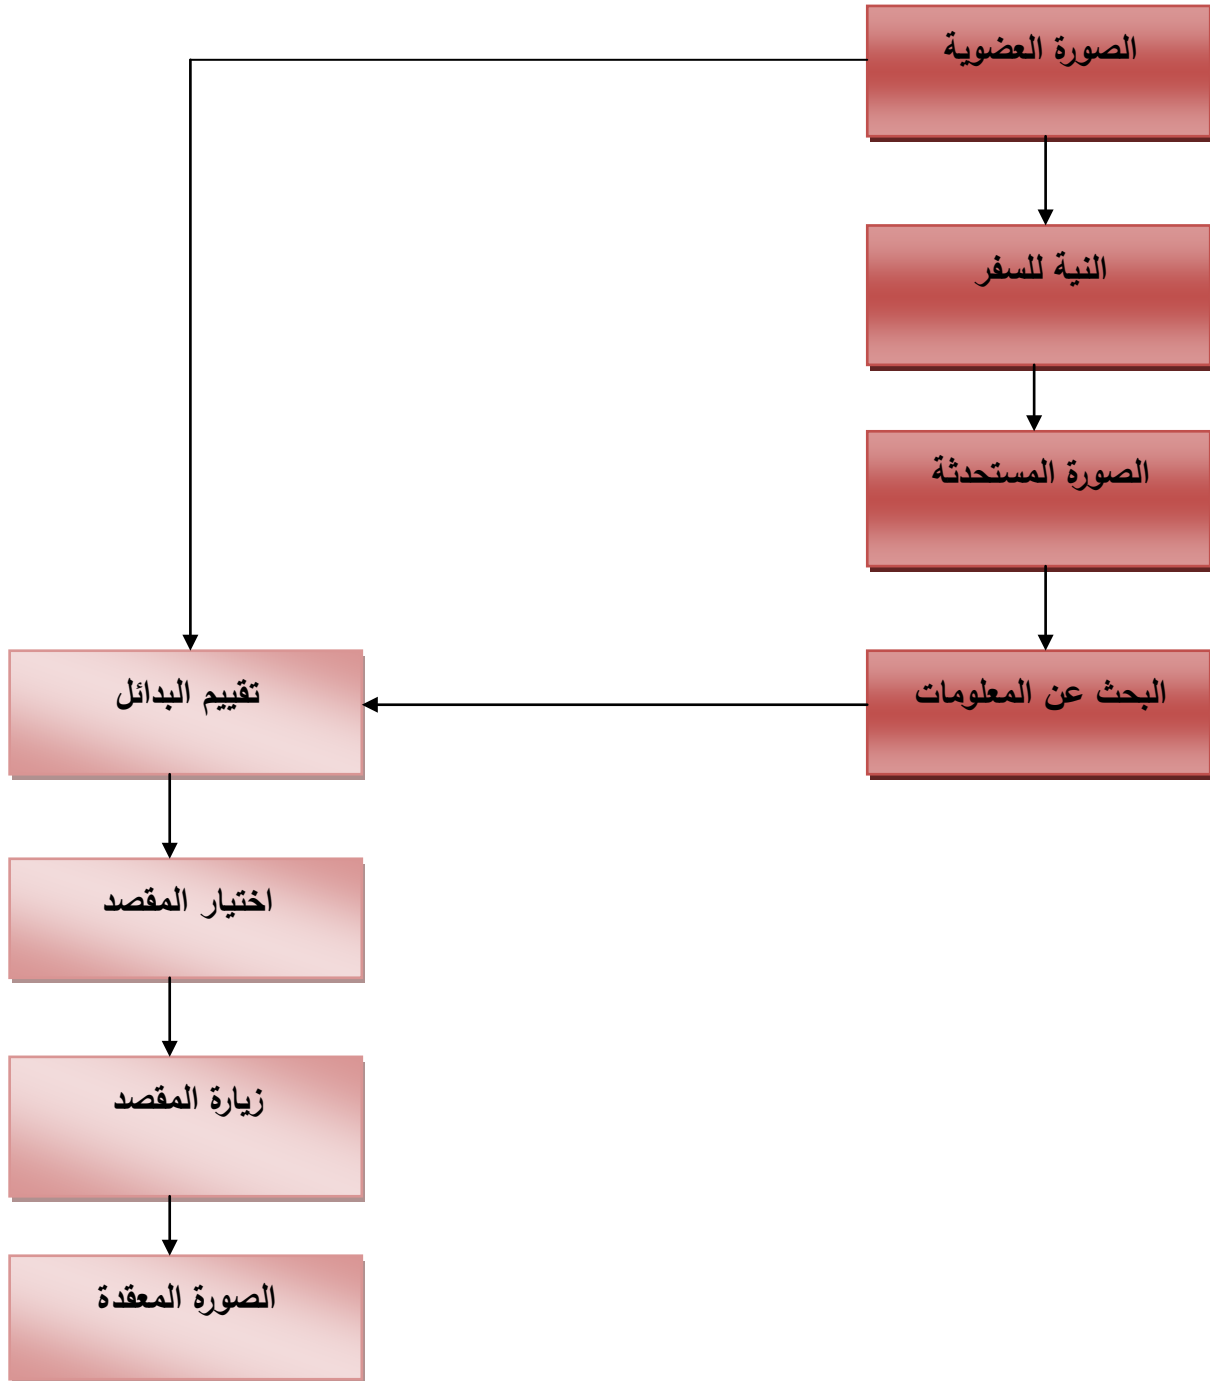 الصورة العضوية
النية للسفر
الصورة المستحدثة
البحث عن المعلومات
تقييم البدائل
اختيار المقصد
زيارة المقصد
الصورة المعقدة